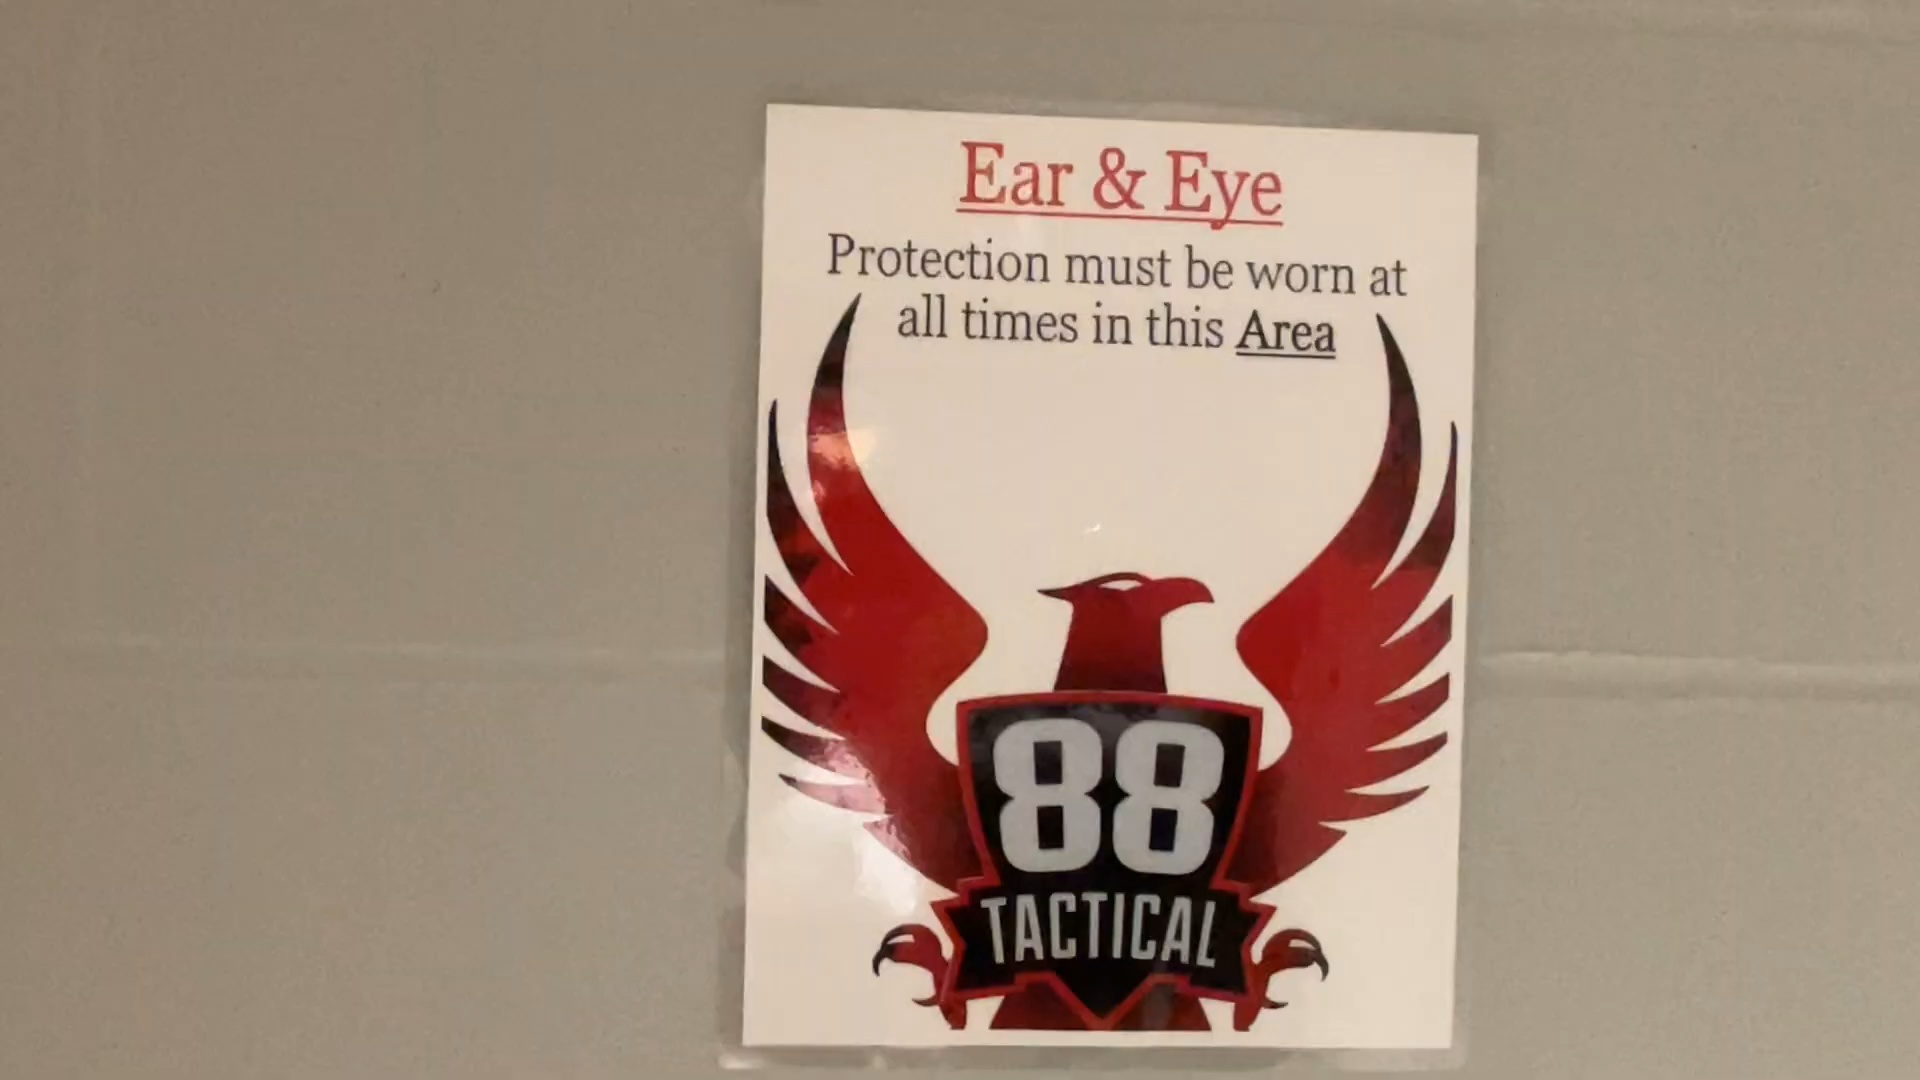 Ear & Eye
Protection must be worn at
all times in this Area
88
TACTICAL